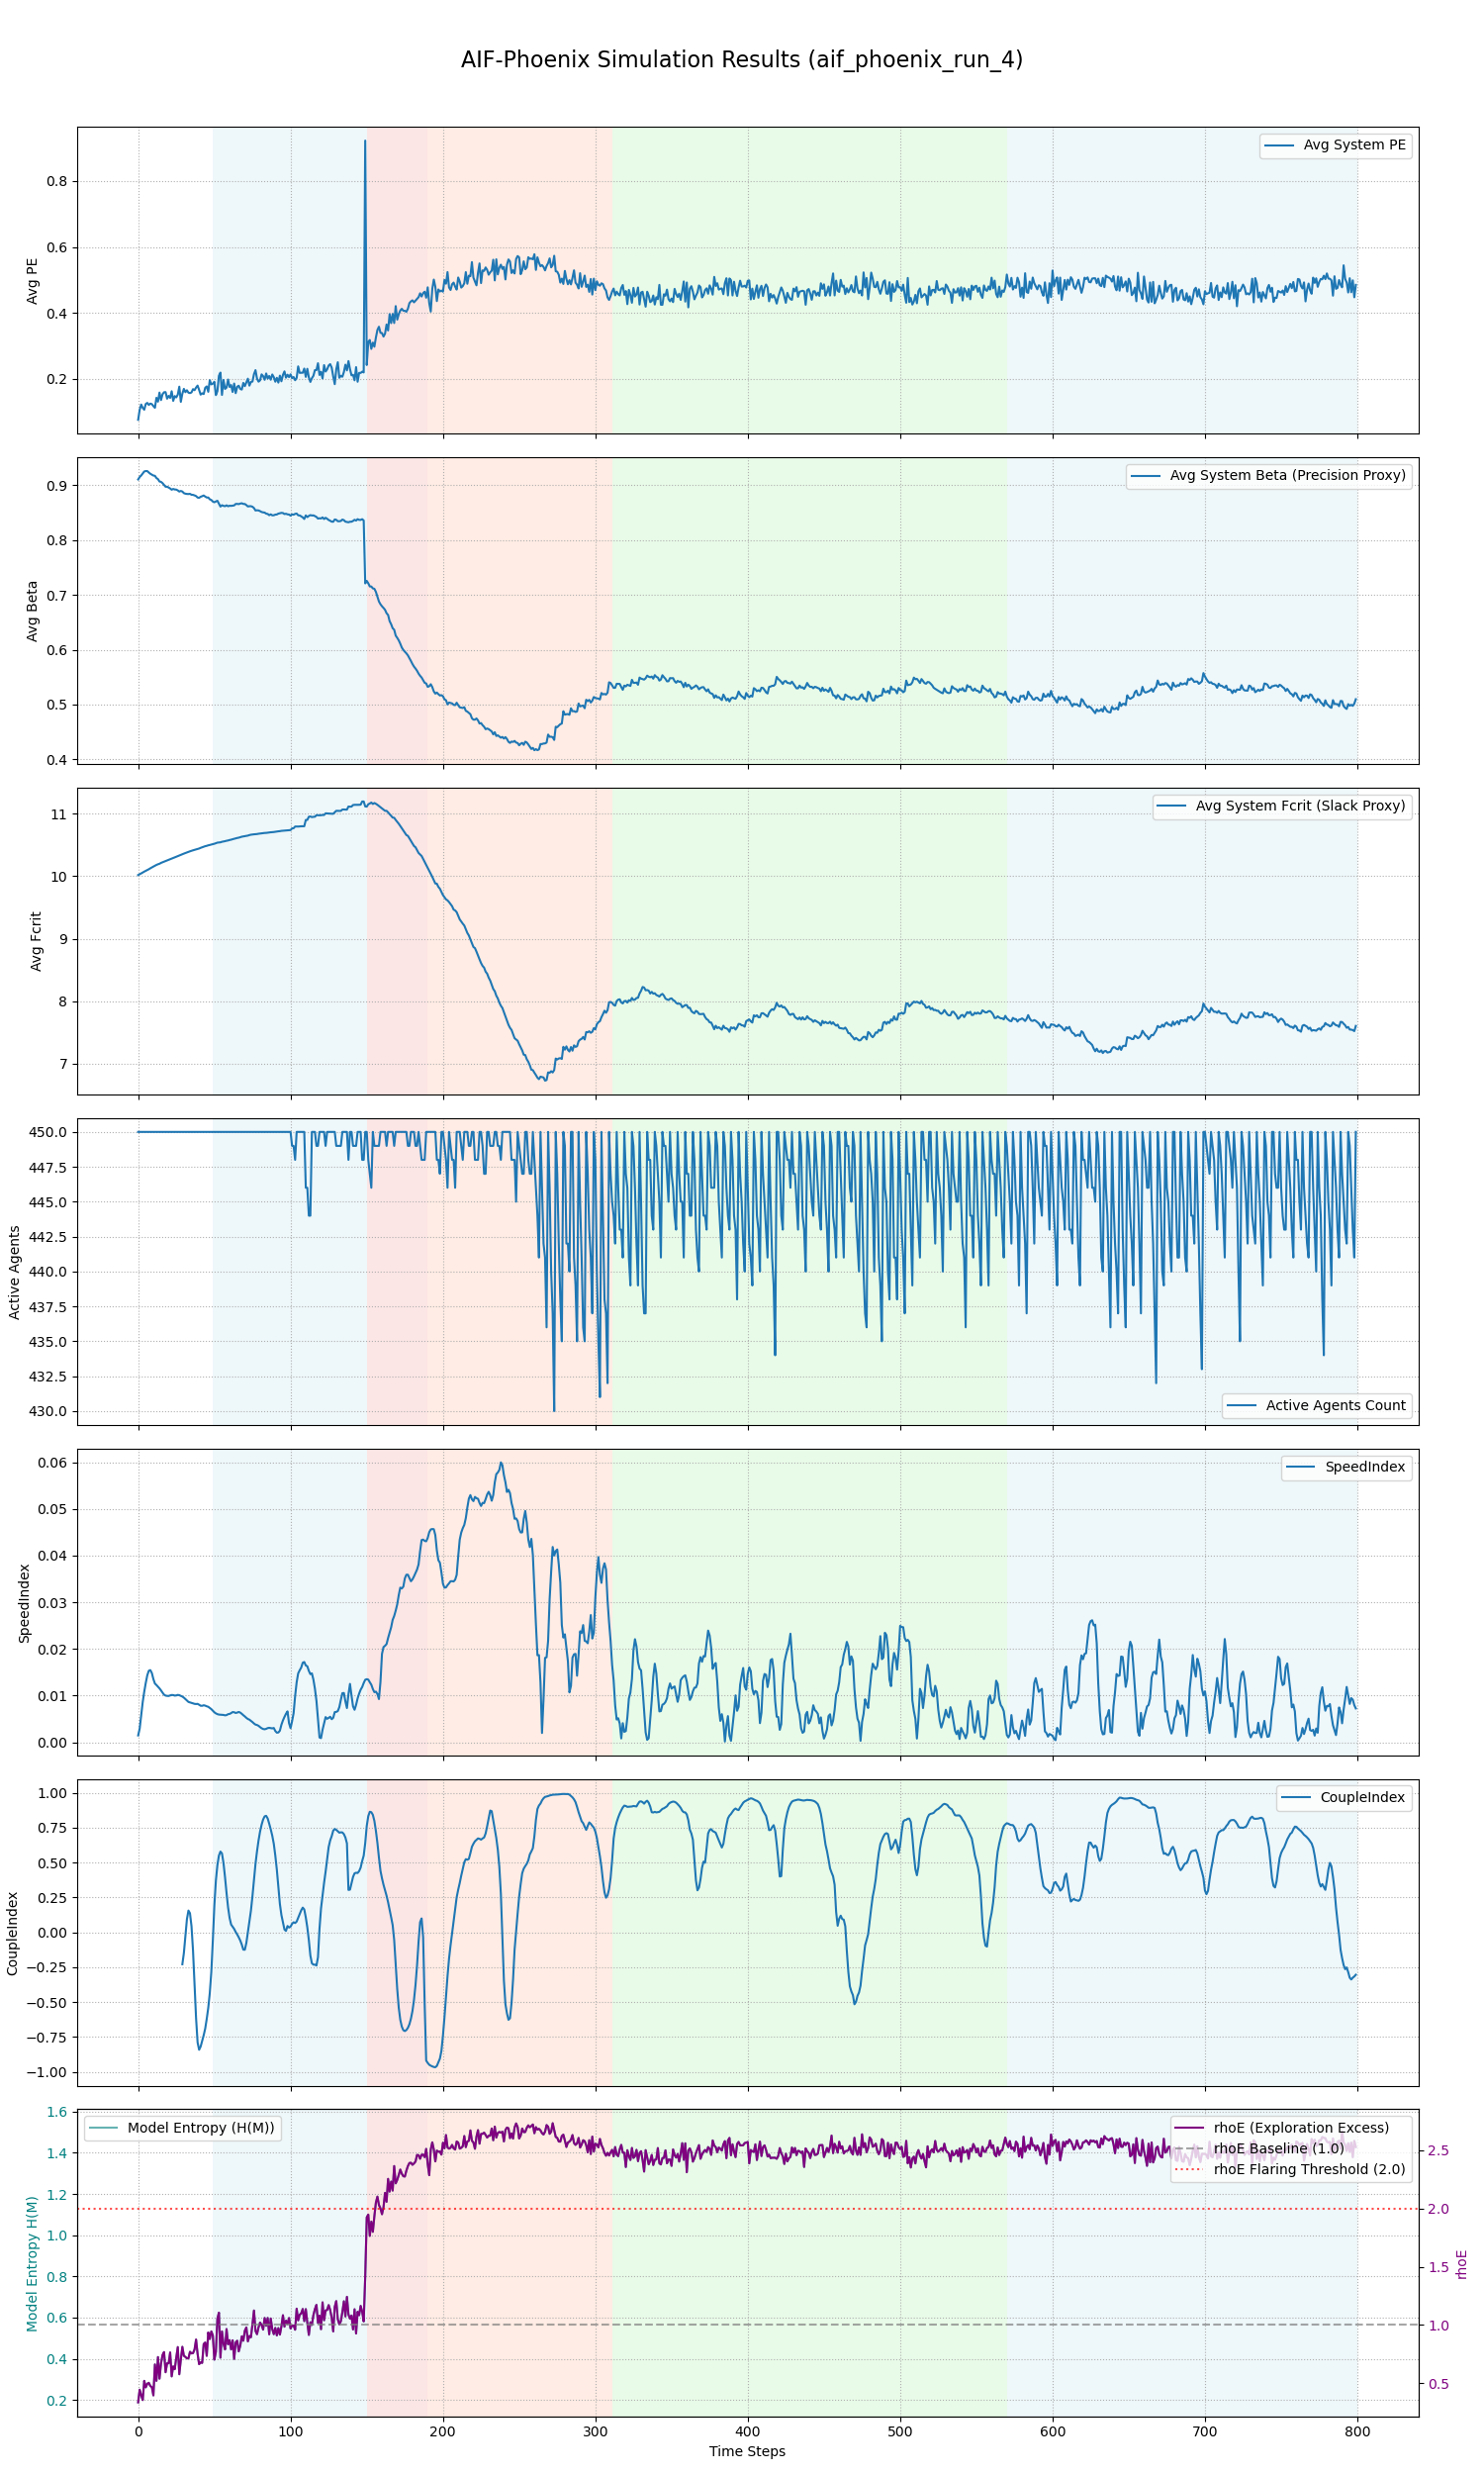 AIF-Phoenix Simulation Results (aif_phoenix_run_4)
Avg System PE
0.8
0.6
0.4
0.2
Avg PE
Avg System Beta (Precision Proxy)
0.9
0.8
0.7
0.6
0.5
0.4
Avg Beta
Avg System Fcrit (Slack Proxy)
11
10
9
8
7
Avg Fcrit
450.0
447.5
445.0
442.5
440.0
437.5
435.0
432.5
430.0
Active Agents
Active Agents Count
SpeedIndex
0.06
0.05
0.04
0.03
0.02
0.01
0.00
SpeedIndex
CoupleIndex
1.00
0.75
0.50
0.25
0.00
−0.25
−0.50
−0.75
−1.00
CoupleIndex
Model Entropy (H(M))
rhoE (Exploration Excess)
rhoE Baseline (1.0)
rhoE Flaring Threshold (2.0)
1.6
1.4
1.2
1.0
0.8
0.6
0.4
0.2
Model Entropy H(M)
2.5
2.0
1.5
1.0
0.5
rhoE
0 100 200 300 400 500 600 700 800
Time Steps